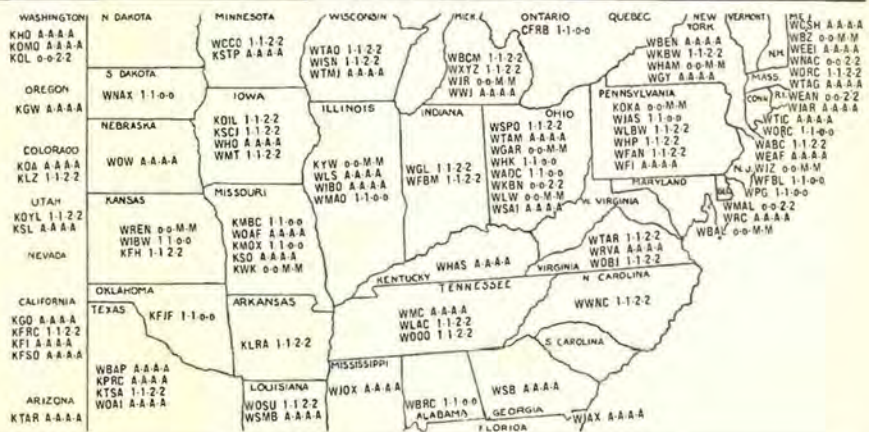 WASHINGTON
KHO A-A-A-A
KOMO A-A-A-A
KOL o-o-2-2
OREGON
KGW A-A-A-A
COLORADO
KOA A-A-A-A
KLZ 1-1-2-2
UTAH
KDYL 1-1-2-2
KSL A-A-A-A
NEVADA
CALIFORNIA
KGO A-A-A-A
KFRC 1-1-2-2
KFI A-A-A-A
KFSO A-A-A-A
ARIZONA
KTAR A-A-A-A
N DAKOTA
S DAKOTA
WNAX 1-1-o-o
NEBRASKA
WOW A-A-A-A
KANSAS
WREN o-o-M-M
WIBW 1-1-o-o
KFH 1-1-2-2
OKLAHOMA
KFJF 1-1-o-o
TEXAS
WBAP A-A-A-A
KPRC A-A-A-A
KTSA 1-1-2-2
WOAI A-A-A-A
MINNESOTA
WCCO 1-1-2-2
KSTP A-A-A-A
IOWA
KOIL 1-1-2-2
KSCJ 1-1-2-2
WHO A-A-A-A
WMT 1-1-2-2
MISSOURI
KMBC 1-1-o-o
WDAF A-A-A-A
KMOX 1-1-o-o
KSO A-A-A-A
KWK o-o-M-M
ARKANSAS
KLRA 1-1-2-2
LOUISIANA
WDSU 1-1-2-2
WSMB A-A-A-A
WISCONSIN
WTAQ 1-1-2-2
WISN 1-1-2-2
WTMJ A-A-A-A
ILLINOIS
KYW o-o-M-M
WLS A-A-A-A
WIBO A-A-A-A
WMAQ 1-1-o-o
MICH.
WBCM 1-1-2-2
WXYZ 1-1-2-2
WJR o-o-M-M
WWJ A-A-A-A
INDIANA
WGL 1-1-2-2
WFBM 1-1-2-2
OHIO
WSPD 1-1-2-2
WTAM A-A-A-A
WGAR o-o-M-M
WHK 1-1-o-o
WADC 1-1-o-o
WKBN o-o-2-2
WLW o-o-M-M
WSAI A-A-A-A
KENTUCKY
WHAS A-A-A-A
TENNESSEE
WMC A-A-A-A
WLAC 1-1-2-2
WDOD 1-1-2-2
MISSISSIPPI
WJDX A-A-A-A
WBRC 1-1-o-o
ALABAMA
WSB A-A-A-A
GEORGIA
FLORIDA
WJAX A-A-A-A
ONTARIO
CFRB 1-1-o-o
QUEBEC
NEW YORK
WBEN A-A-A-A
WKBW 1-1-2-2
WHAM o-o-M-M
WGY A-A-A-A
PENNSYLVANIA
KDKA o-o-M-M
WJAS 1-1-o-o
WLBW 1-1-2-2
WHP 1-1-2-2
WFAN 1-1-2-2
WFI A-A-A-A
MARYLAND
W. VIRGINIA
VIRGINIA
WTAR 1-1-2-2
WRVA A-A-A-A
WDBJ 1-1-2-2
N CAROLINA
WWNC 1-1-2-2
S CAROLINA
VERMONT
N.H.
MASS.
CONN
R.I.
N.J.
DEL
WCSH A-A-A-A
WBZ o-o-M-M
WEEI A-A-A-A
WNAC o-o-2-2
WORC 1-1-2-2
WTAG A-A-A-A
WEAN o-o-2-2
WJAR A-A-A-A
WTIC A-A-A-A
WDRC 1-1-o-o
WABC 1-1-2-2
WEAF A-A-A-A
WJZ o-o-M-M
WFBL 1-1-o-o
WPG 1-1-o-o
WMAL o-o-2-2
WRC A-A-A-A
WBAL o-o-M-M